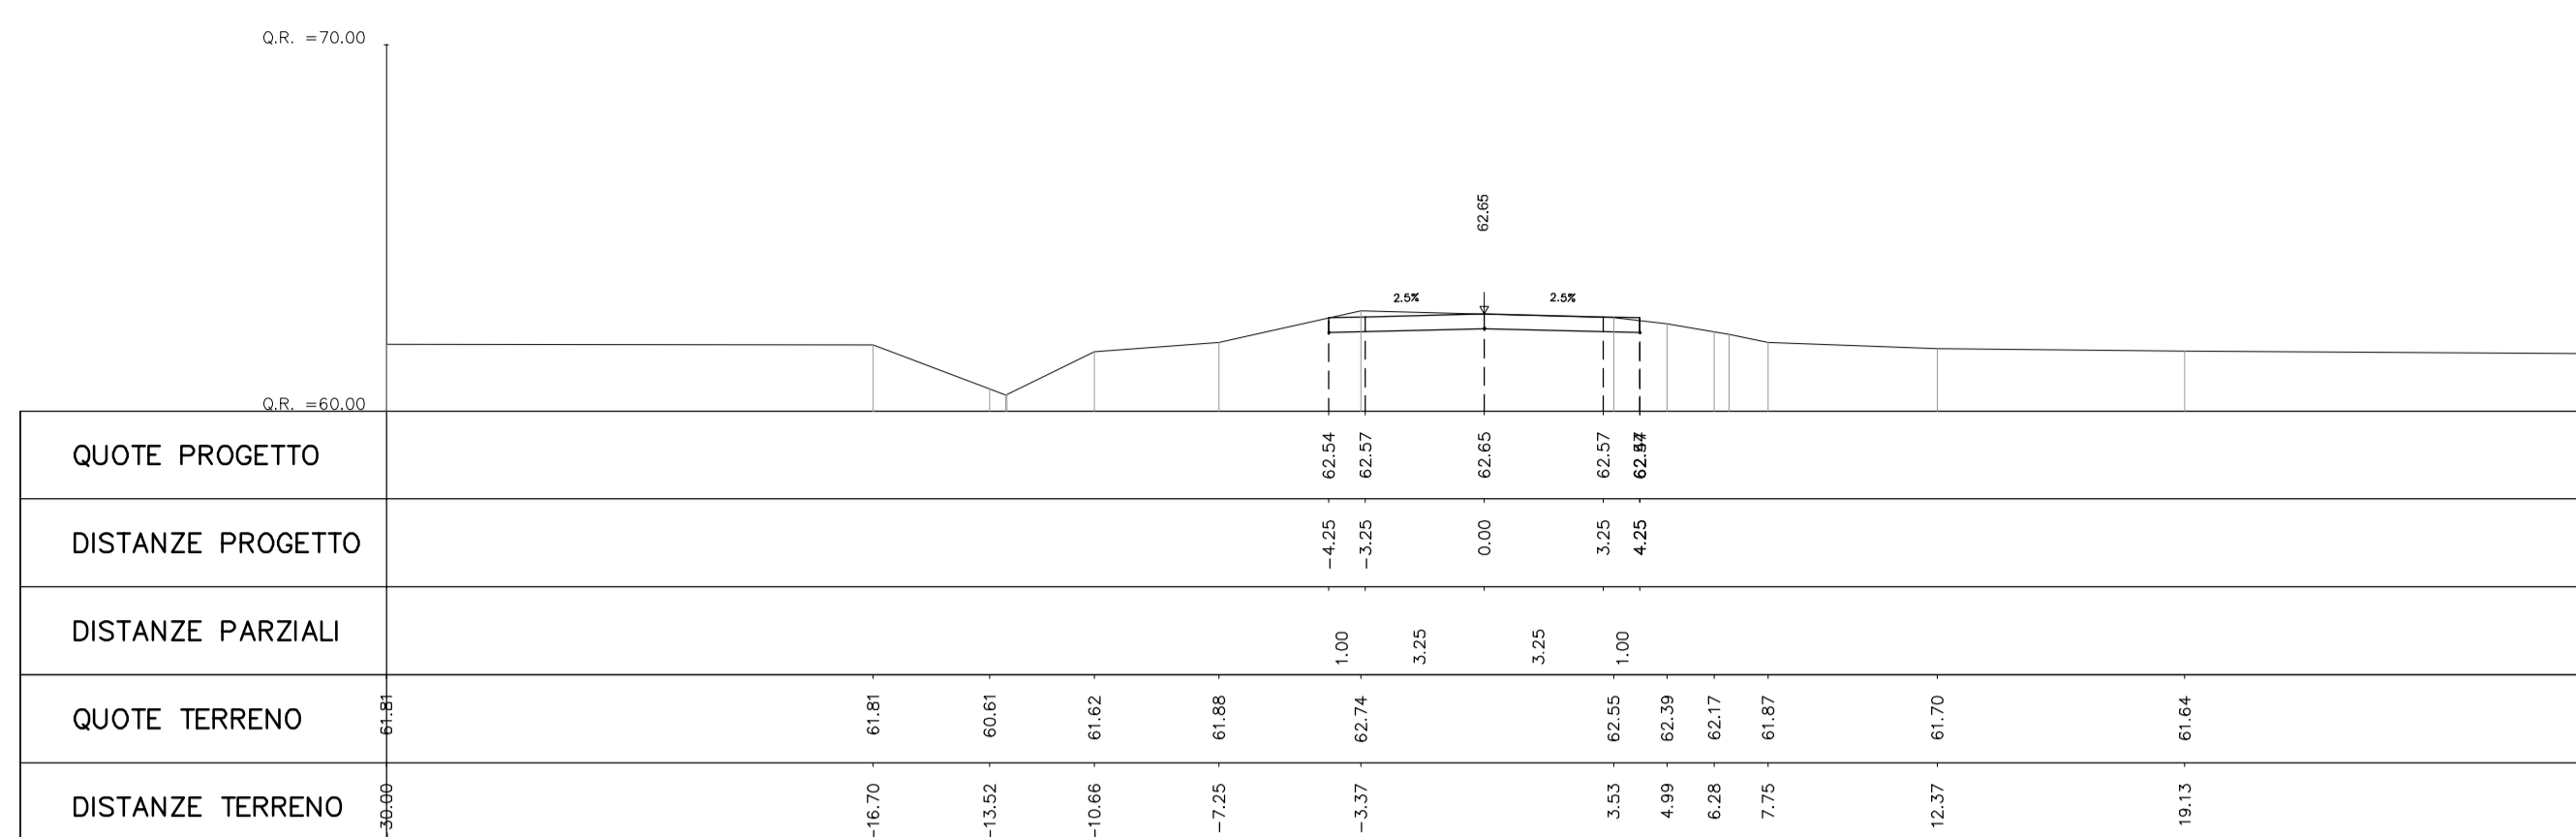 Q.R. =70.00
62.65
2.5% 2.5%
Q.R. =60.00
QUOTE PROGETTO 62.54 62.57 62.65 62.57
DISTANZE PROGETTO -4.25 -3.25 0.00 3.25 4.25
DISTANZE PARZIALI 1.00 3.25 3.25 1.00
QUOTE TERRENO 61.81 61.81 60.61 61.62 61.88 62.74 62.55 62.39 62.17 61.87 61.70 61.64
DISTANZE TERRENO -30.00 -16.70 -13.52 -10.66 -7.25 -3.37 3.53 4.99 6.28 7.75 12.37 19.13